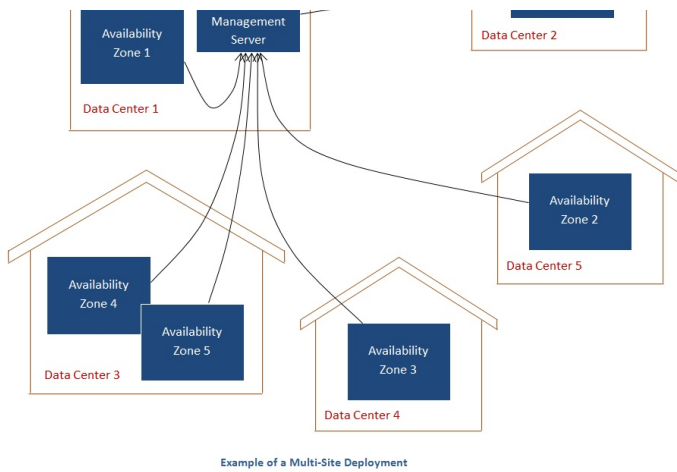 Availability
Zone 1
Management
Server
Data Center 2
Data Center 1
Availability
Zone 2
Data Center 5
Availability
Zone 4
Availability
Zone 5
Data Center 3
Availability
Zone 3
Data Center 4
Example of a Multi-Site Deployment